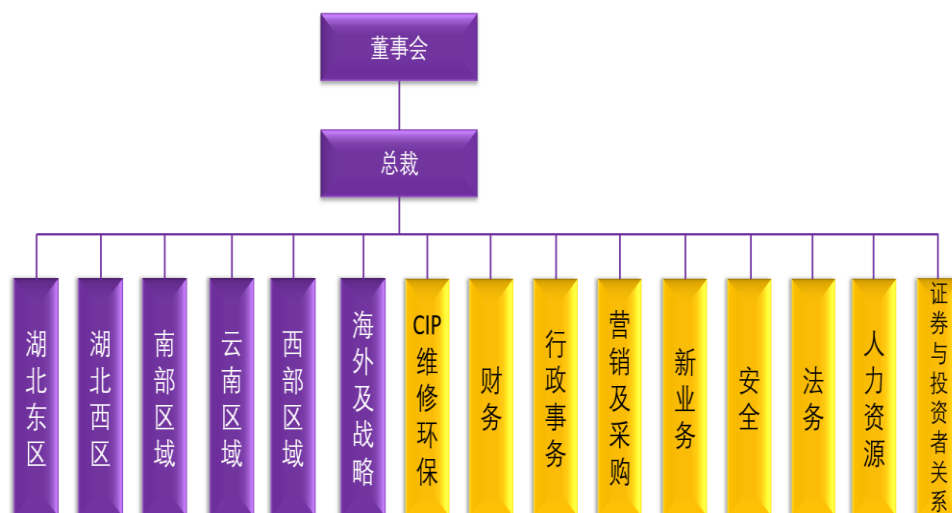 董事会
总裁
湖北东区
湖北西区
南部区域
云南区域
西部区域
海外及战略
CIP维修环保
财务
行政事务
营销及采购
新业务
安全
法务
人力资源
证券与投资者关系